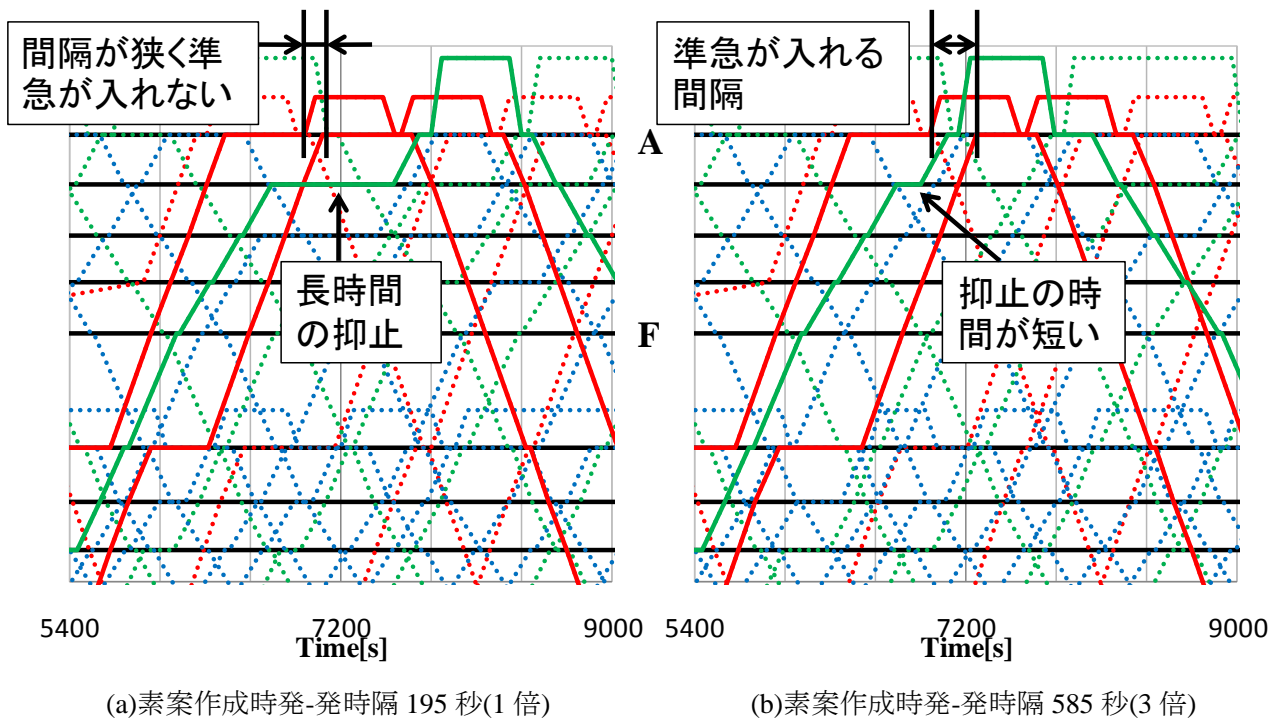 間隔が狭く準
急が入れない
準急が入れる
間隔
A
長時間
の抑止
F
抑止の時
間が短い
5400
7200
9000
Time[s]
5400
7200
9000
Time[s]
(a)素案作成時発-発時隔 195 秒(1 倍)
(b)素案作成時発-発時隔 585 秒(3 倍)